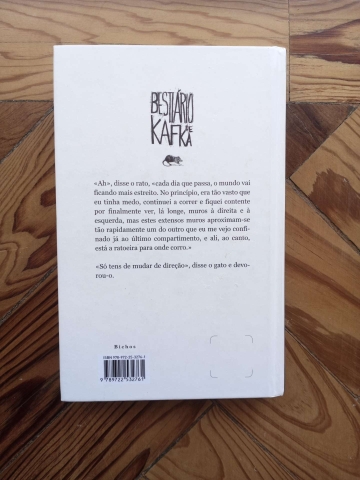 BESTIÁRIO
DE
KAFKA
«Ah», disse o rato, «cada dia que passa, o mundo vai
ficando mais estreito. No princípio, era tão vasto que
eu tinha medo, continuei a correr e fiquei contente
por finalmente ver, lá longe, muros à direita e à
esquerda, mas estes extensos muros aproximam-se
tão rapidamente um do outro que eu me vejo confi-
nado já ao último compartimento, e ali, ao canto,
está a ratoeira para onde corro.»
«Só tens de mudar de direção», disse o gato e devo-
rou-o.
Bichos
9 789722 532761